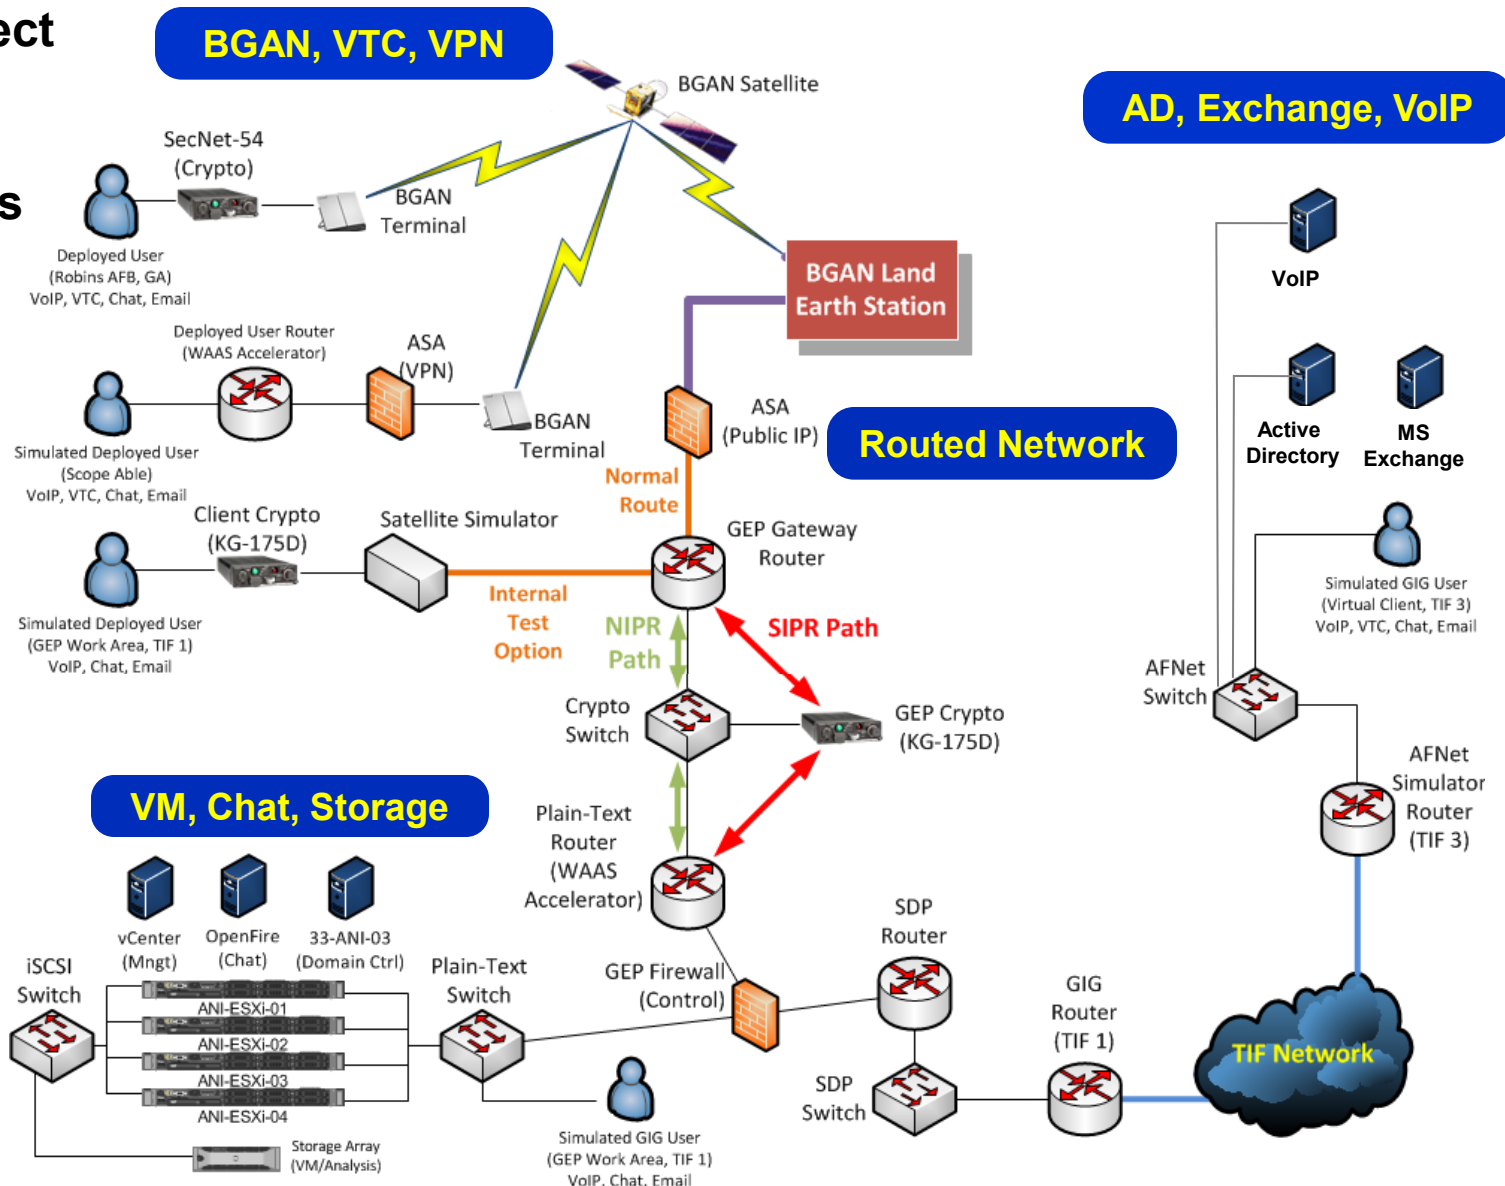 ect
s
BGAN, VTC, VPN
BGAN Satellite
AD, Exchange, VoIP
SecNet-54
(Crypto)
BGAN
Terminal
Deployed User
(Robins AFB, GA)
VoIP, VTC, Chat, Email
BGAN Land
Earth Station
VoIP
Deployed User Router
(WAAS Accelerator)
ASA
(VPN)
BGAN
Terminal
Simulated Deployed User
(Scope Able)
VoIP, VTC, Chat, Email
ASA
(Public IP)
Routed Network
Active
Directory
MS
Exchange
Normal
Route
Client Crypto
(KG-175D)
Satellite Simulator
GEP Gateway
Router
Simulated Deployed User
(GEP Work Area, TIF 1)
VoIP, Chat, Email
Internal
Test
Option
NIPR
Path
SIPR Path
Simulated GIG User
(Virtual Client, TIF 3)
VoIP, VTC, Chat, Email
AFNet
Switch
Crypto
Switch
GEP Crypto
(KG-175D)
AFNet
Simulator
Router
(TIF 3)
VM, Chat, Storage
Plain-Text
Router
(WAAS
Accelerator)
vCenter
(Mngt)
OpenFire
(Chat)
33-ANI-03
(Domain Ctrl)
iSCSI
Switch
Plain-Text
Switch
GEP Firewall
(Control)
SDP
Router
GIG
Router
(TIF 1)
ANI-ESXi-01
ANI-ESXi-02
ANI-ESXi-03
ANI-ESXi-04
TIF Network
SDP
Switch
Storage Array
(VM/Analysis)
Simulated GIG User
(GEP Work Area, TIF 1)
VoIP, Chat, Email